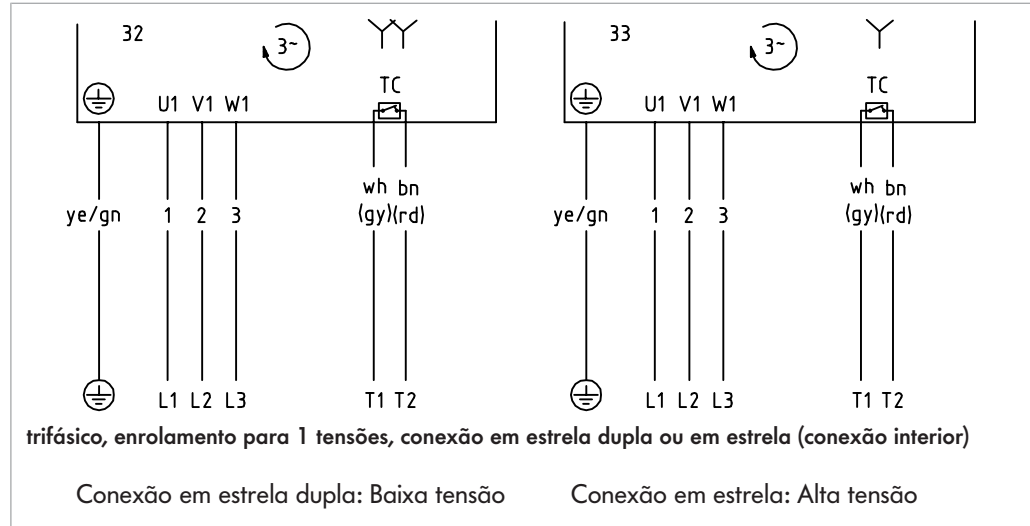 32 3~ 33 3~
TC TC
U1 V1 W1 U1 V1 W1
wh bn wh bn
ye/gn 1 2 3 (gy)(rd) ye/gn 1 2 3 (gy)(rd)
L1 L2 L3 T1 T2 L1 L2 L3 T1 T2
trifásico, enrolamento para 1 tensões, conexão em estrela dupla ou em estrela (conexão interior)
Conexão em estrela dupla: Baixa tensão Conexão em estrela: Alta tensão